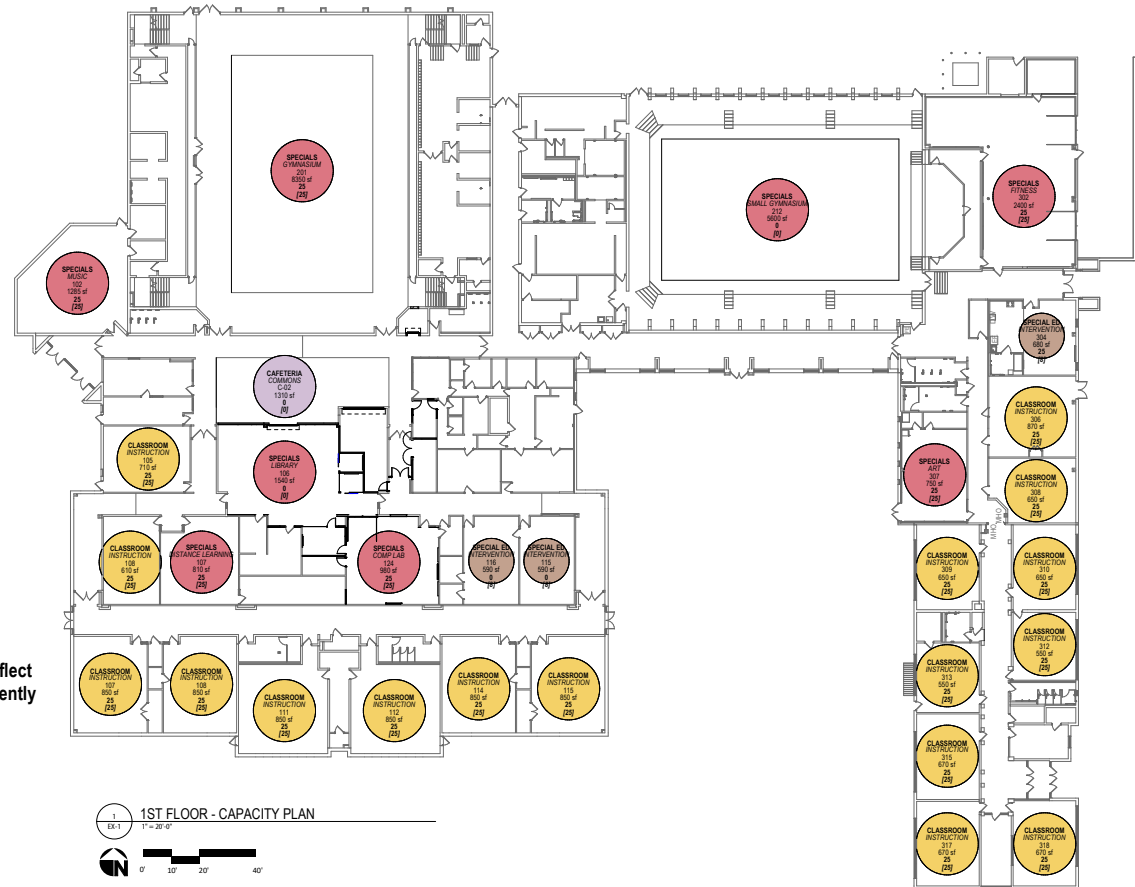 SPECIALS
GYMNASIUM
201
8350 sf
25
[25]
SPECIALS
SMALL GYMNASIUM
212
5600 sf
0
[0]
SPECIALS
FITNESS
302
2400 sf
25
[25]
SPECIALS
MUSIC
102
1285 sf
25
[25]
SPECIAL ED
INTERVENTION
304
680 sf
25
CAFETERIA
COMMONS
C-02
1310 sf
0
[0]
CLASSROOM
INSTRUCTION
306
870 sf
25
[25]
CLASSROOM
INSTRUCTION
105
710 sf
25
[25]
SPECIALS
LIBRARY
106
1540 sf
0
[0]
SPECIALS
ART
307
750 sf
25
[25]
CLASSROOM
INSTRUCTION
308
650 sf
25
[25]
MHO
MHO
CLASSROOM
INSTRUCTION
108
610 sf
25
[25]
SPECIALS
DISTANCE LEARNING
107
810 sf
25
[25]
SPECIALS
COMP LAB
124
980 sf
25
[25]
SPECIAL ED
INTERVENTION
116
590 sf
0
SPECIAL ED
INTERVENTION
115
590 sf
0
CLASSROOM
INSTRUCTION
309
650 sf
25
[25]
CLASSROOM
INSTRUCTION
310
650 sf
25
[25]
CLASSROOM
INSTRUCTION
312
550 sf
25
[25]
CLASSROOM
INSTRUCTION
313
550 sf
25
[25]
flect
ently
CLASSROOM
INSTRUCTION
107
850 sf
25
[25]
CLASSROOM
INSTRUCTION
108
850 sf
25
[25]
CLASSROOM
INSTRUCTION
111
850 sf
25
[25]
CLASSROOM
INSTRUCTION
112
850 sf
25
[25]
CLASSROOM
INSTRUCTION
114
850 sf
25
[25]
CLASSROOM
INSTRUCTION
115
850 sf
25
[25]
CLASSROOM
INSTRUCTION
315
670 sf
25
[25]
CLASSROOM
INSTRUCTION
317
670 sf
25
[25]
CLASSROOM
INSTRUCTION
318
670 sf
25
[25]
1
EX-1
1ST FLOOR - CAPACITY PLAN
1" = 20'-0"
N
0' 10' 20' 40'